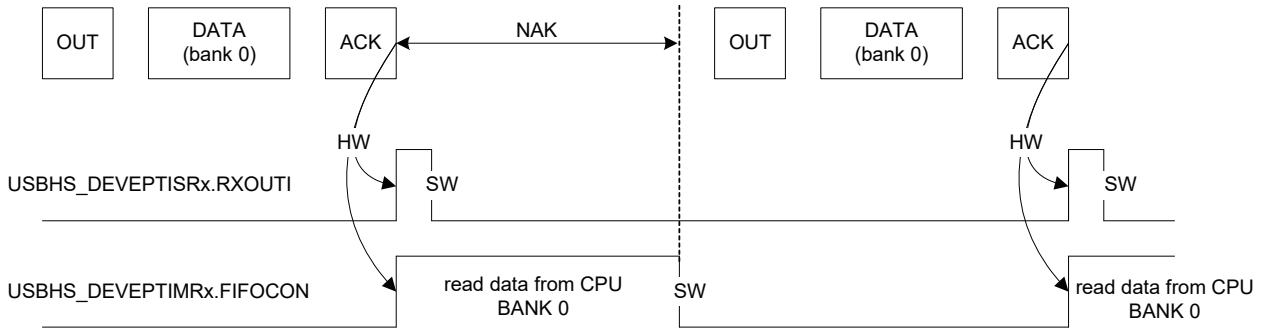 OUT
DATA
(bank 0)
ACK
NAK
OUT
DATA
(bank 0)
ACK
HW
HW
USBHS_DEVEPTISRx.RXOUTI
SW
SW
USBHS_DEVEPTIMRx.FIFOCON
read data from CPU
BANK 0
SW
read data from CPU
BANK 0